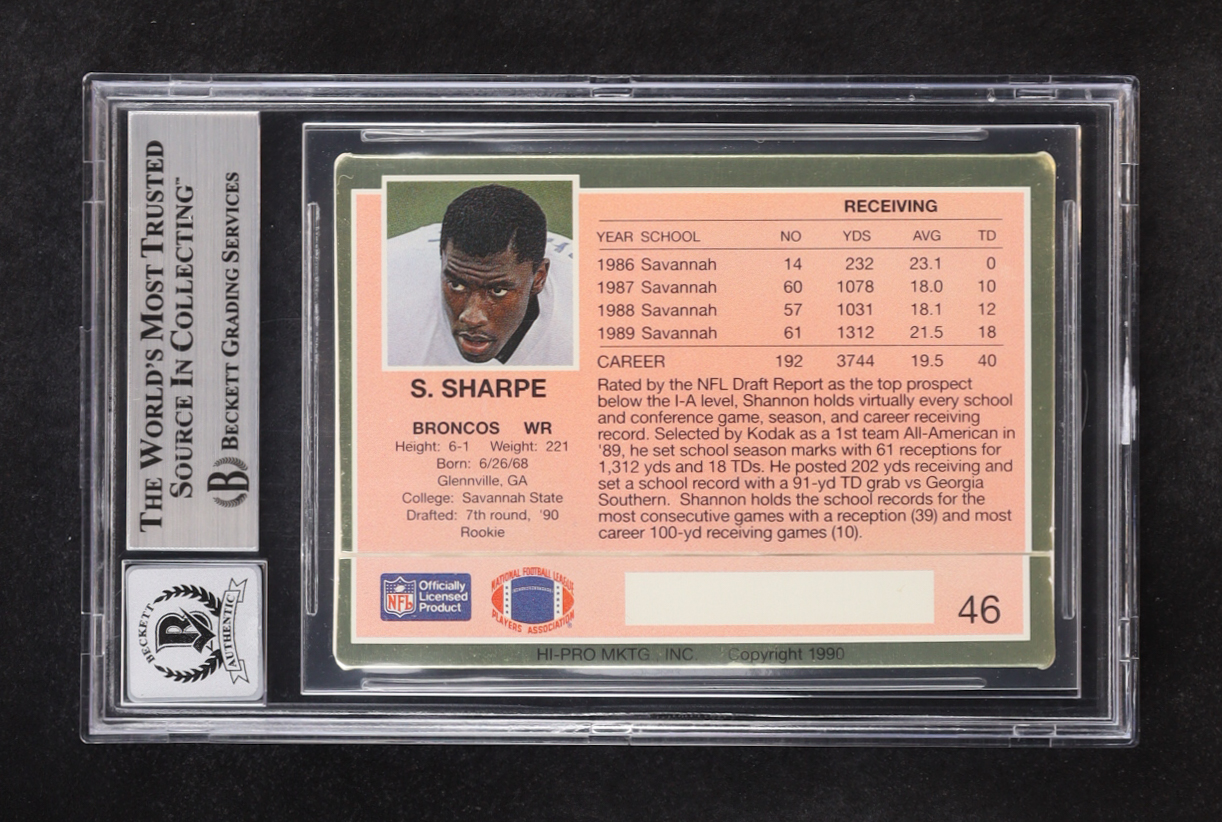 THE WORLD'S MOST TRUSTED
SOURCE IN COLLECTING™
BECKETT GRADING SERVICES
B
BECKETT
B
AUTHENTIC
S. SHARPE
BRONCOS WR
Height: 6-1 Weight: 221
Born: 6/26/68
Glennville, GA
College: Savannah State
Drafted: 7th round, '90
Rookie
RECEIVING
YEAR SCHOOL NO YDS AVG TD
1986 Savannah 14 232 23.1 0
1987 Savannah 60 1078 18.0 10
1988 Savannah 57 1031 18.1 12
1989 Savannah 61 1312 21.5 18
CAREER 192 3744 19.5 40
Rated by the NFL Draft Report as the top prospect
below the I-A level, Shannon holds virtually every school
and conference game, season, and career receiving
record. Selected by Kodak as a 1st team All-American in
'89, he set school season marks with 61 receptions for
1,312 yds and 18 TDs. He posted 202 yds receiving and
set a school record with a 91-yd TD grab vs Georgia
Southern. Shannon holds the school records for the
most consecutive games with a reception (39) and most
career 100-yd receiving games (10).
NFL
Officially
Licensed
Product
NATIONAL FOOTBALL LEAGUE
PLAYERS ASSOCIATION
46
HI-PRO MKTG., INC. Copyright 1990